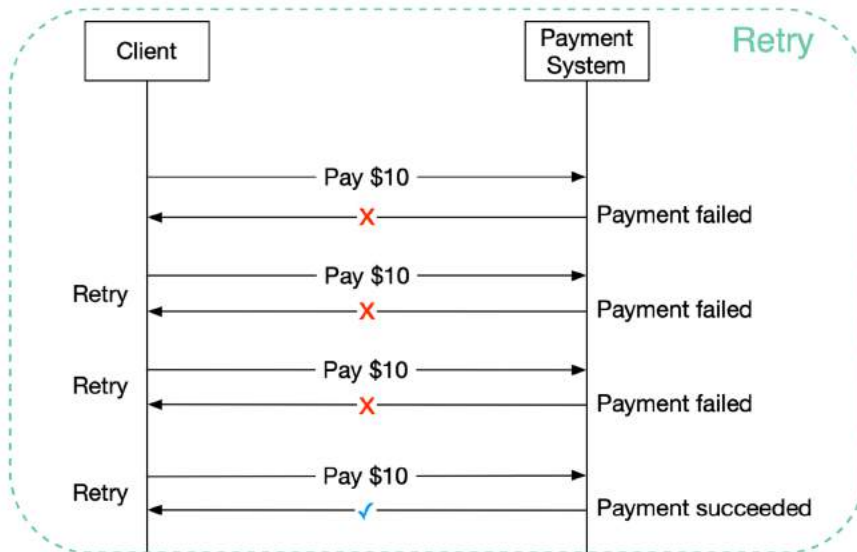 Client
Payment
System
Retry
Pay $10
Payment failed
Pay $10
Retry
Payment failed
Pay $10
Retry
Payment failed
Pay $10
Retry
Payment succeeded